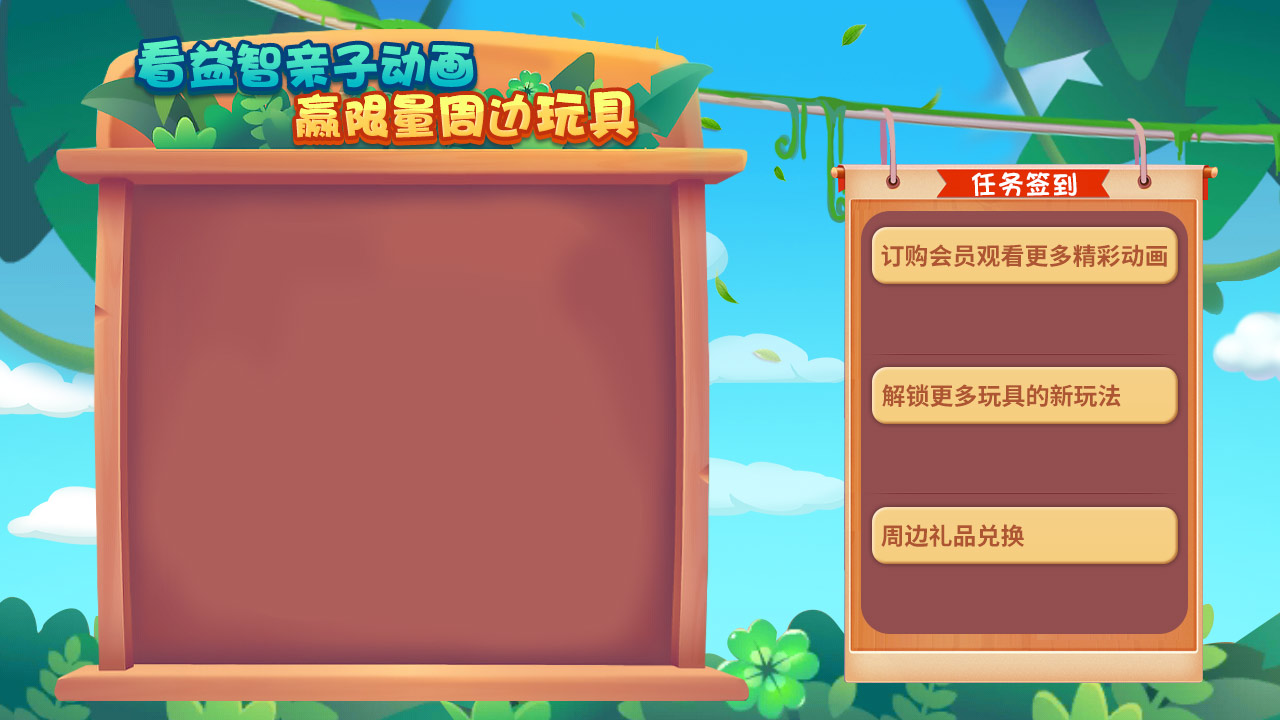 看益智亲子动画
赢限量周边玩具
任务签到
订购会员观看更多精彩动画
解锁更多玩具的新玩法
周边礼品兑换